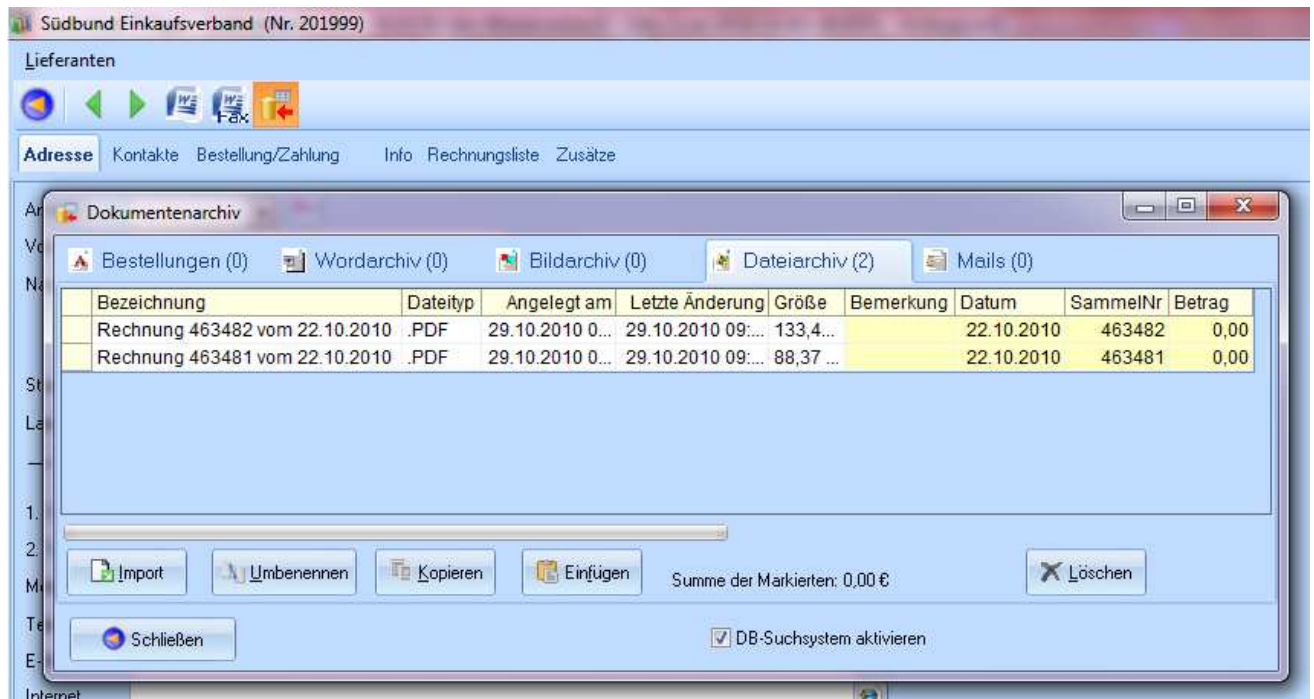 Südbund Einkaufsverband (Nr. 201999)
Lieferanten
Fax
Adresse Kontakte Bestellung/Zahlung Info Rechnungsliste Zusätze
Dokumentenarchiv
Bestellungen (0) Wordarchiv (0) Bildarchiv (0) Dateiarchiv (2) Mails (0)
Bezeichnung Dateityp Angelegt am Letzte Änderung Größe Bemerkung Datum SammelNr Betrag
Rechnung 463482 vom 22.10.2010 .PDF 29.10.2010 0... 29.10.2010 09:... 133,4... 22.10.2010 463482 0,00
Rechnung 463481 vom 22.10.2010 .PDF 29.10.2010 0... 29.10.2010 09:... 88,37 ... 22.10.2010 463481 0,00
1.
2.
Import Umbenennen Kopieren Einfügen Summe der Markierten: 0,00 € Löschen
Schließen DB-Suchsystem aktivieren
E-
Internet